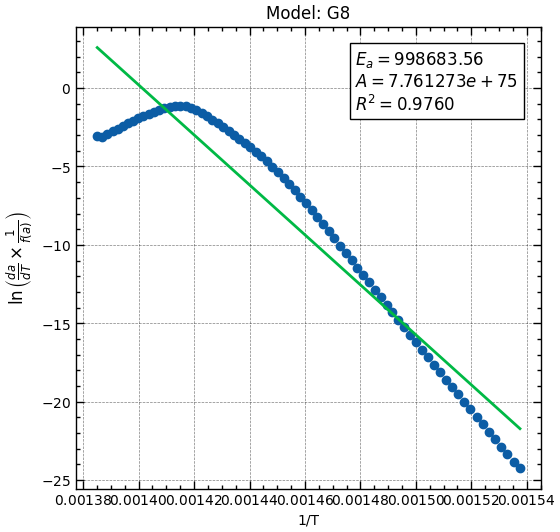 Model: G8
E_a = 998683.56
A = 7.761273e + 75
R^2 = 0.9760
0
−5
−10
−15
−20
−25
ln (da/dT × 1/f(a))
0.00138 0.00140 0.00142 0.00144 0.00146 0.00148 0.00150 0.00152 0.00154
1/T